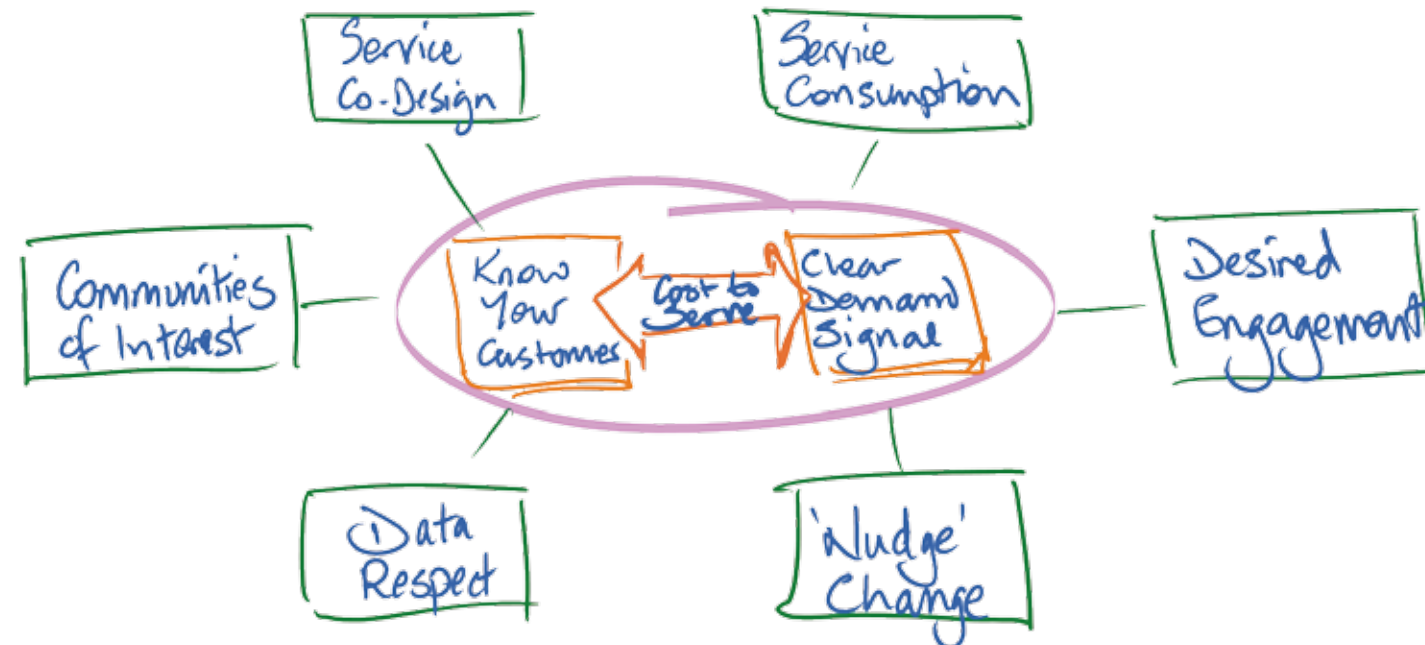 Service
Co-Design
Service
Consumption
Communities
of Interest
Know
Your
Customer
Cost to
Serve
Clear
Demand
Signal
Desired
Engagement
Data
Respect
'Nudge'
Change